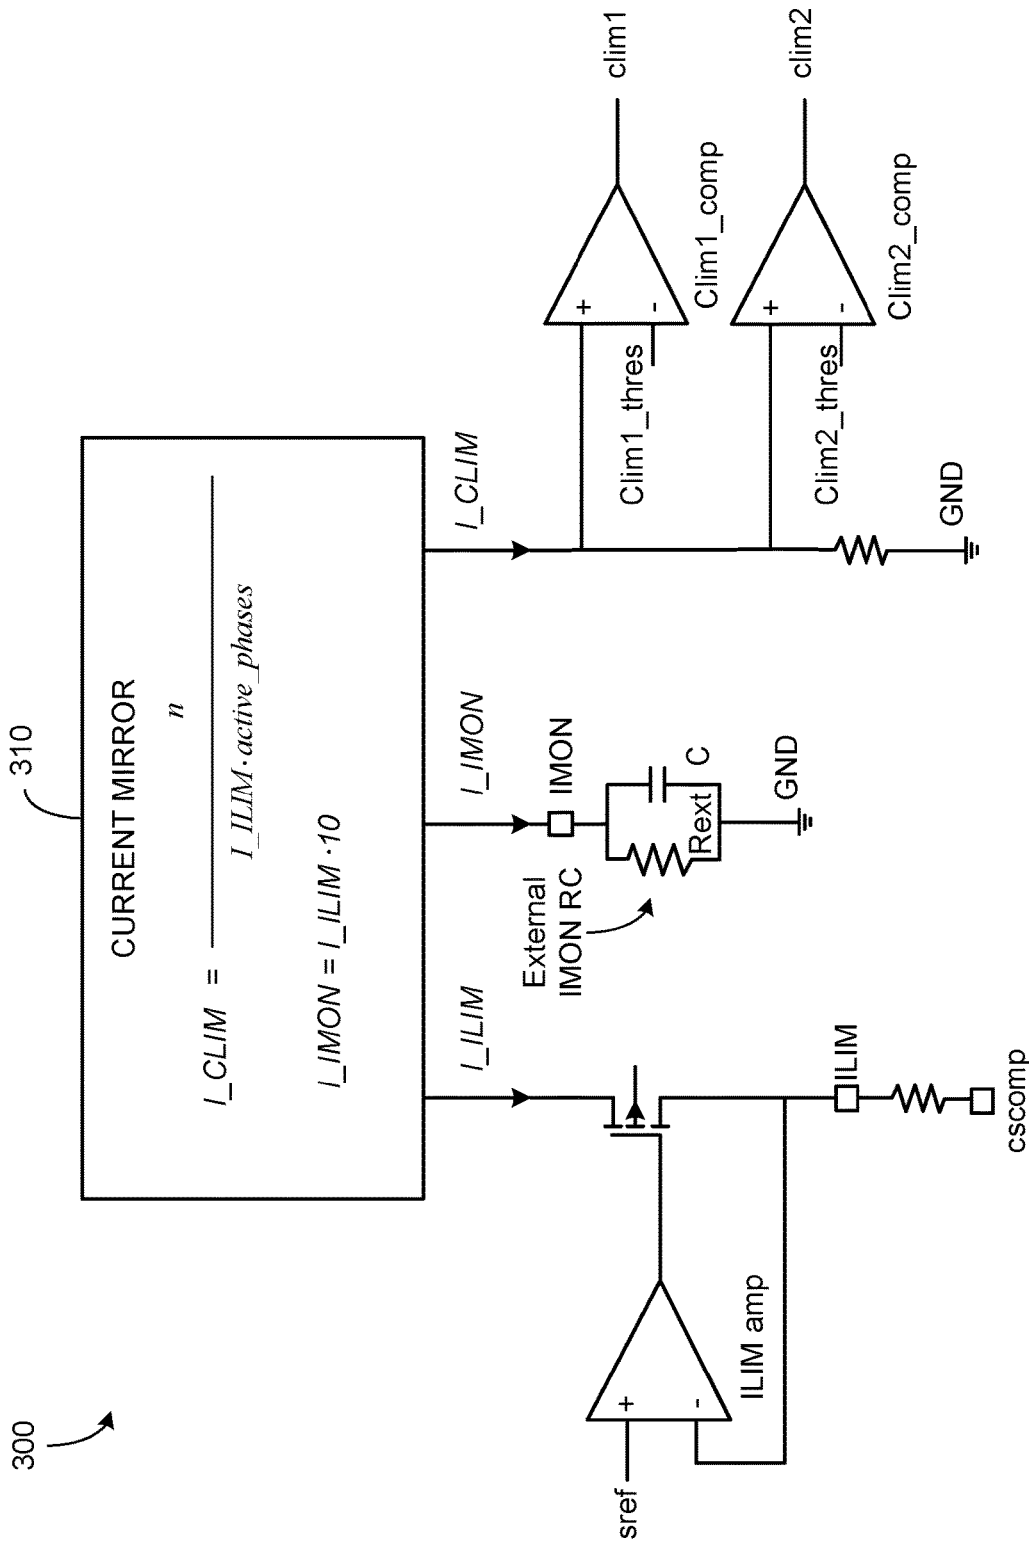 300
310
CURRENT MIRROR
n
I_CLIM =
I_ILIM·active_phases
I_IMON = I_ILIM ·10
I_ILIM
I_IMON
I_CLIM
sref
+
-
ILIM amp
ILIM
cscomp
External
IMON RC
IMON
Rext
C
GND
Clim1_thres
+
-
Clim1_comp
clim1
Clim2_thres
+
-
Clim2_comp
clim2
GND